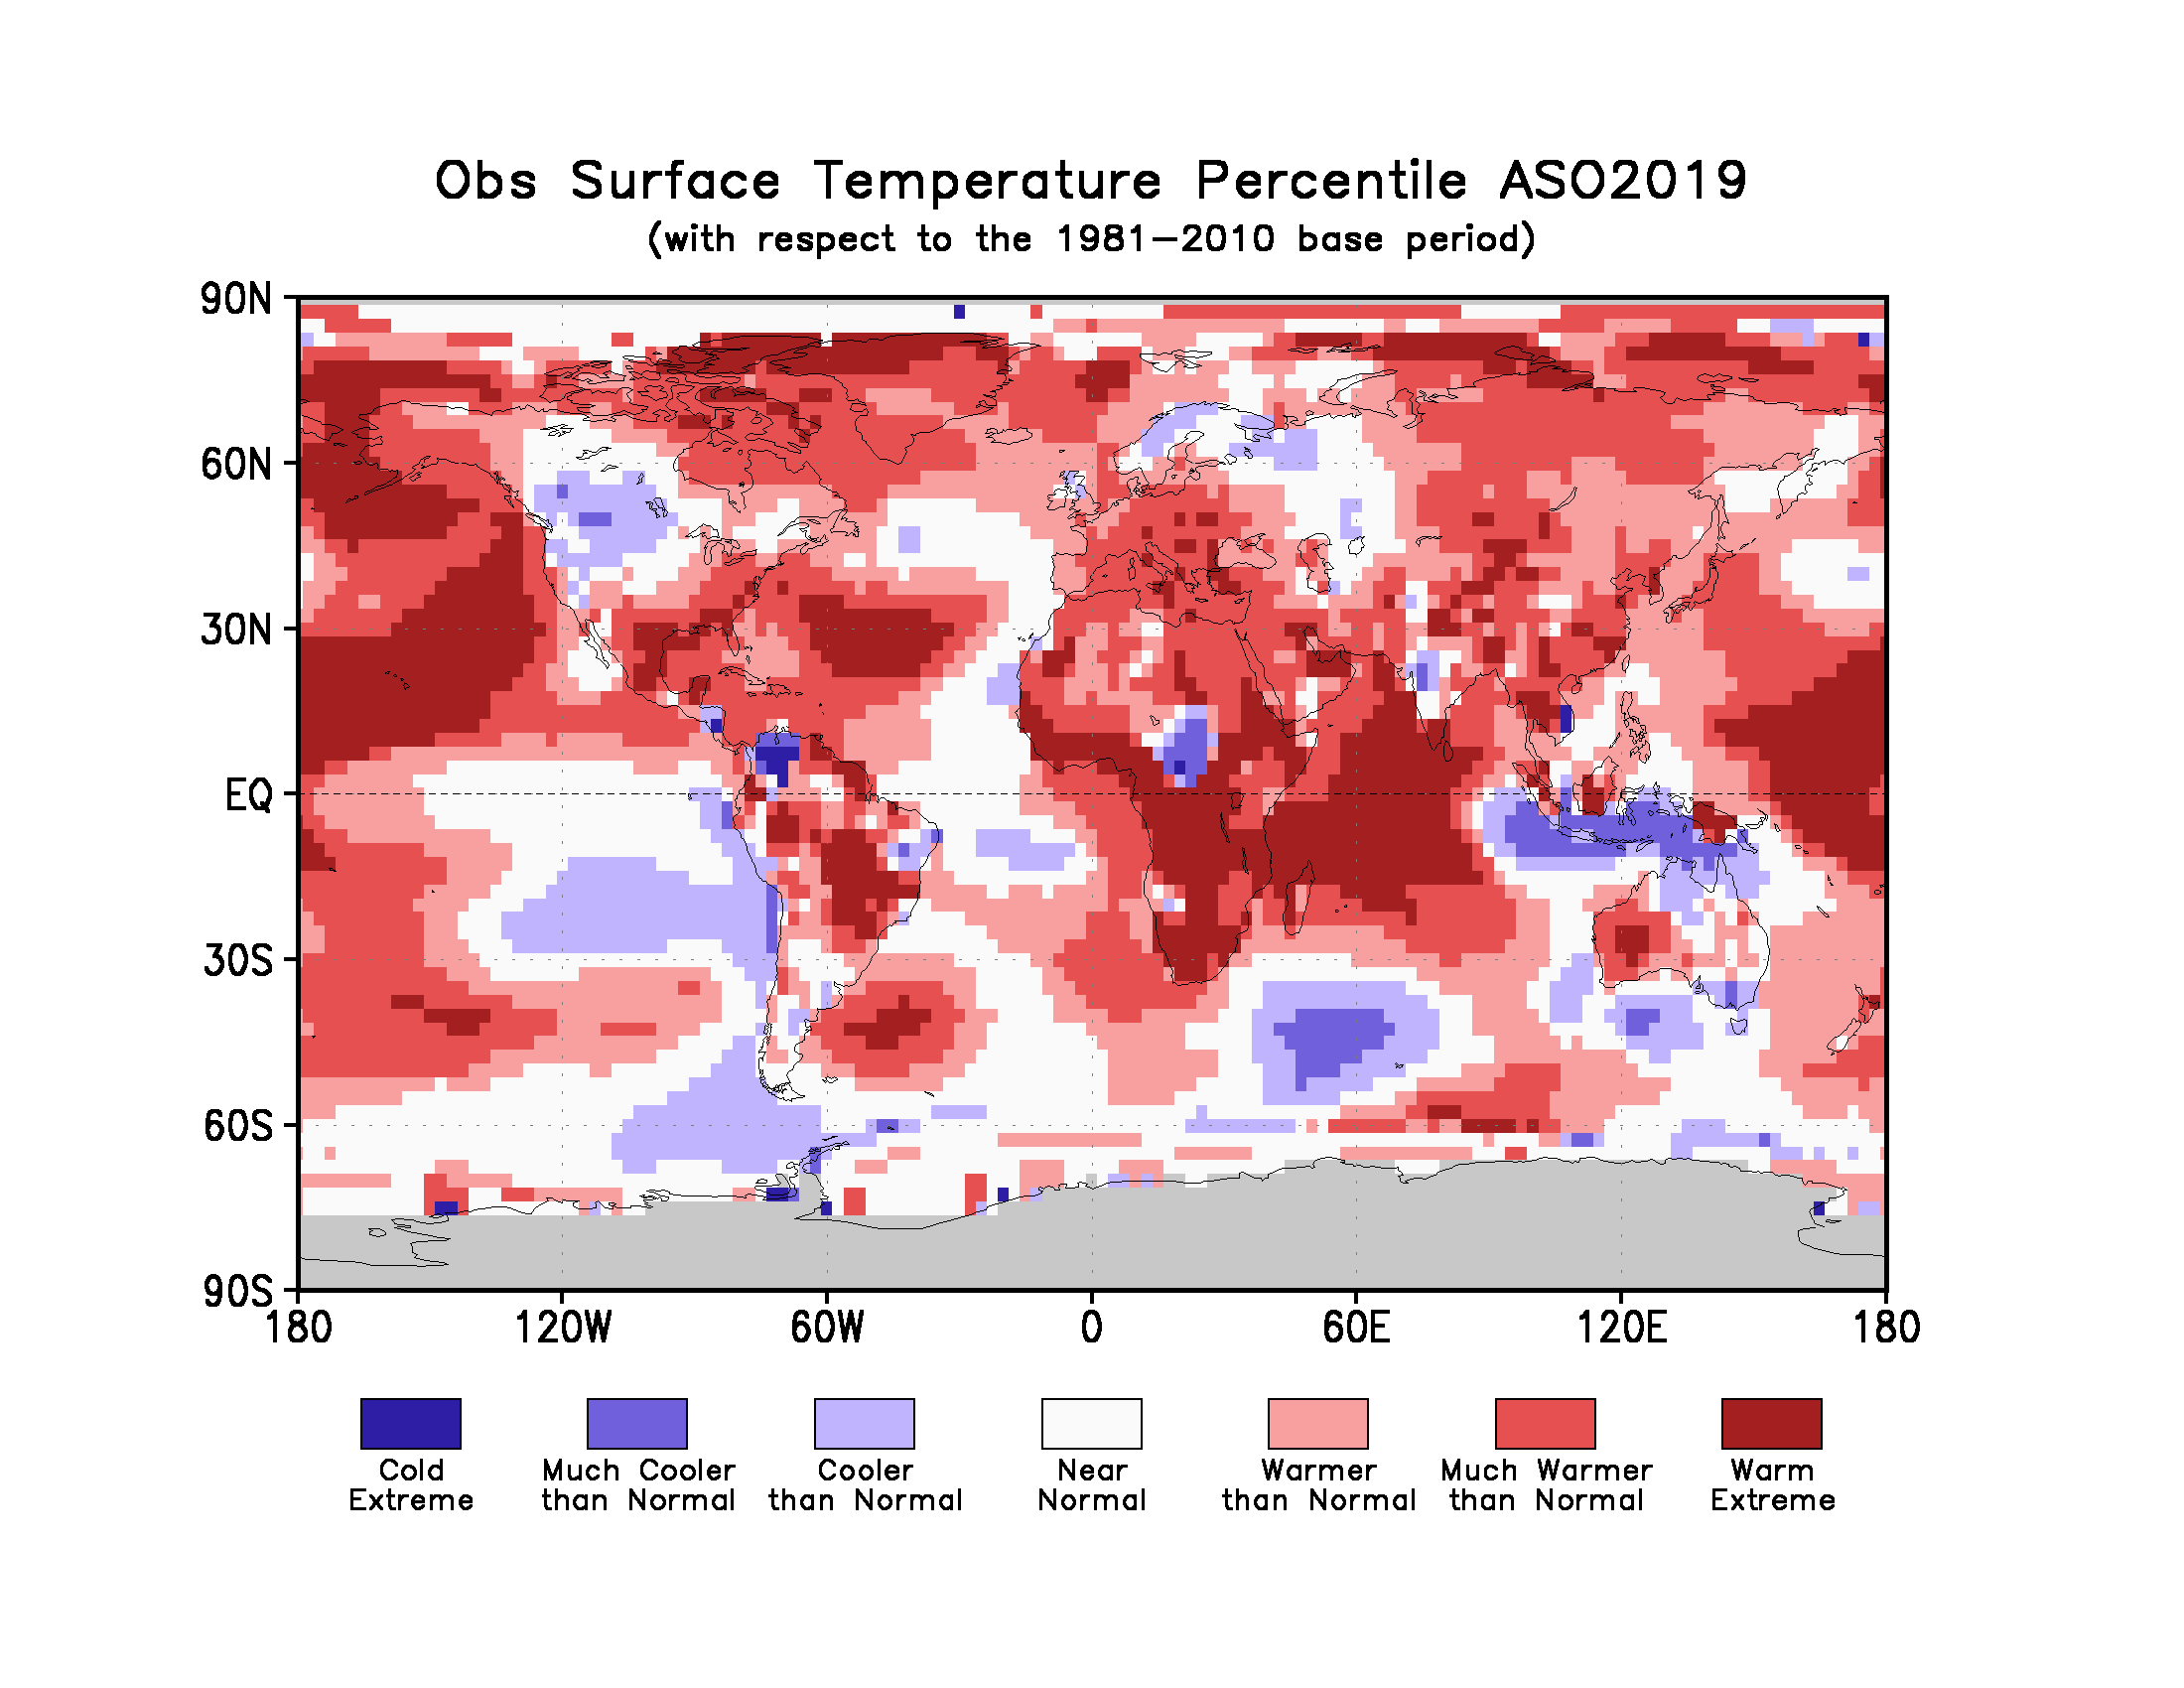 Obs Surface Temperature Percentile ASO2019
(with respect to the 1981-2010 base period)
90N
60N
30N
EQ
30S
60S
90S
180 120W 60W 0 60E 120E 180
Cold Much Cooler Cooler Near Warmer Much Warmer Warm
Extreme than Normal than Normal Normal than Normal than Normal Extreme